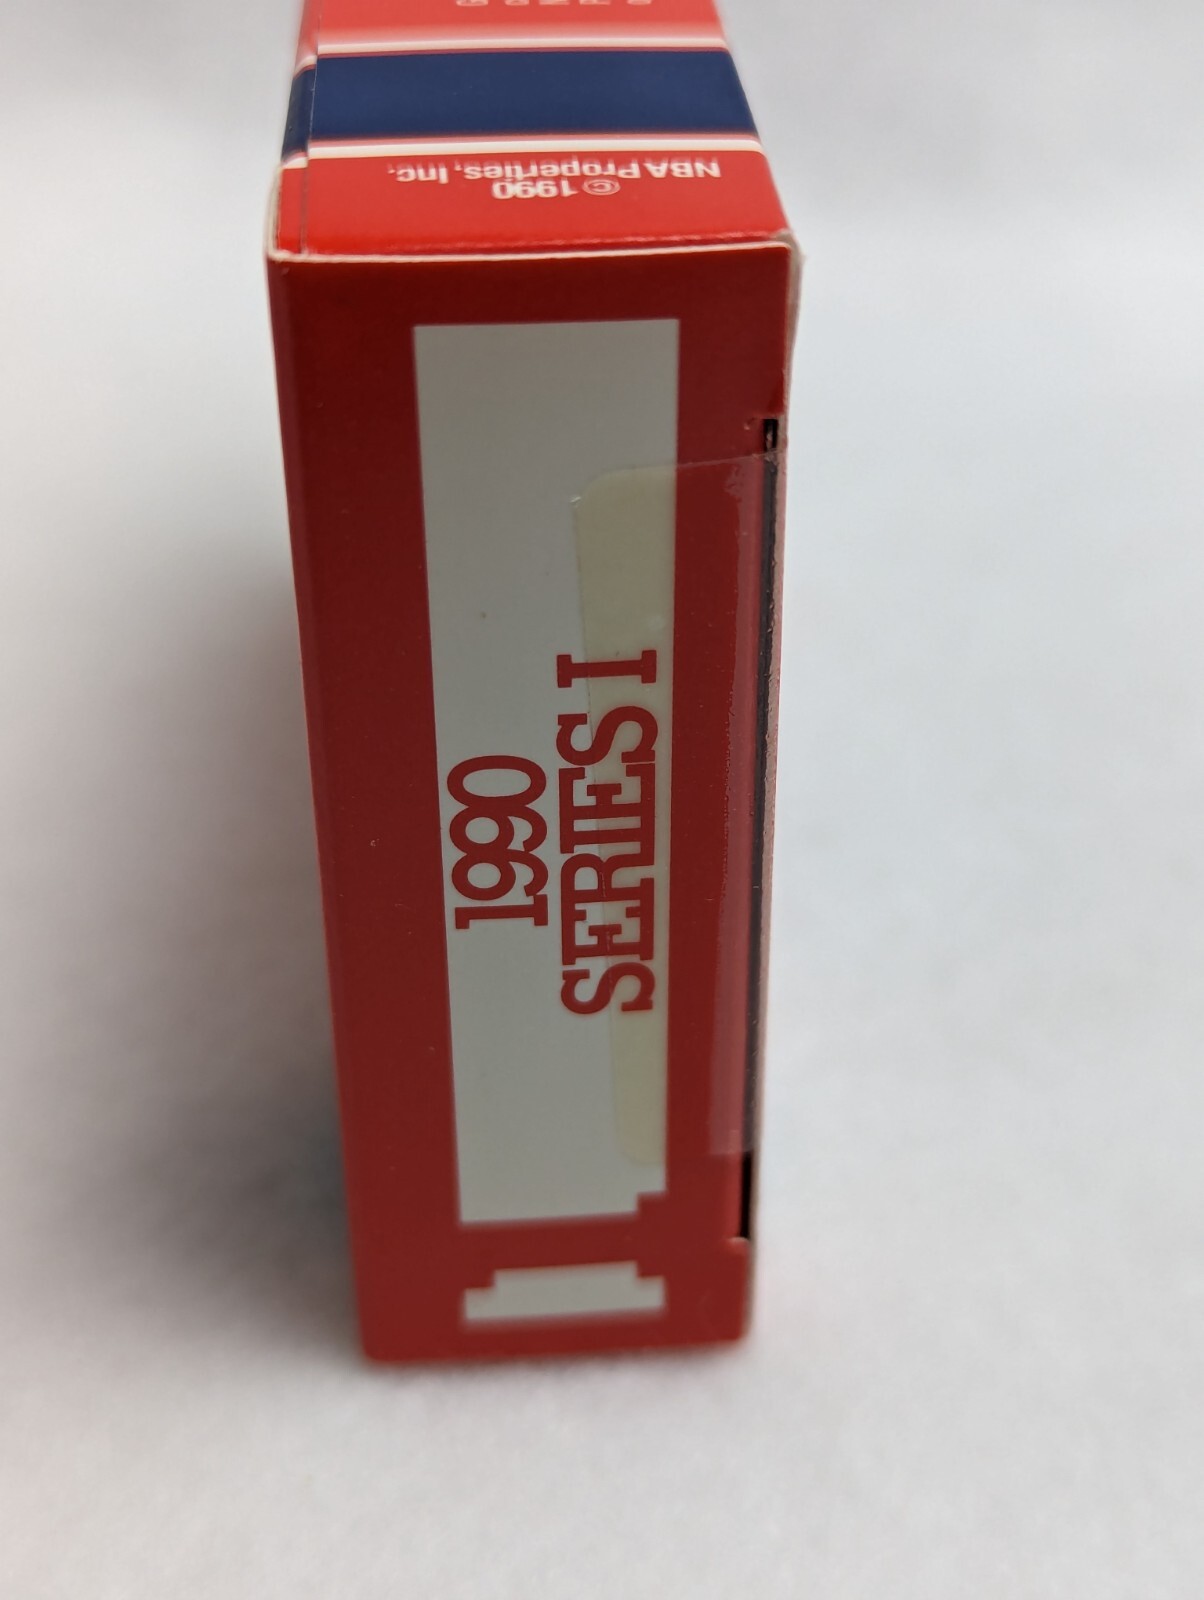 1990
SERIES I
© 1990
NBA Properties, Inc.